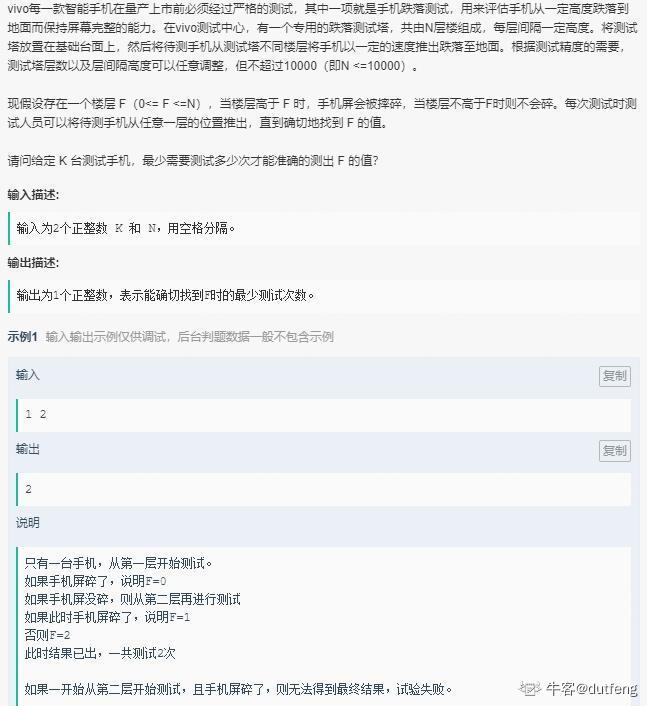 vivo每一款智能手机在量产上市前必须经过严格的测试，其中一项就是手机跌落测试，用来评估手机从一定高度跌落到
地面而保持屏幕完整的能力。在vivo测试中心，有一个专用的跌落测试塔，共由N层楼组成，每层间隔一定高度。将测试
塔放置在基础台面上，然后将待测手机从测试塔不同楼层将手机以一定的速度推出跌落至地面。根据测试精度的需要，
测试塔层数以及层间隔高度可以任意调整，但不超过10000（即N <=10000）。
现假设存在一个楼层 F（0<= F <=N），当楼层高于 F 时，手机屏会被摔碎，当楼层不高于F时则不会碎。每次测试时测
试人员可以将待测手机从任意一层的位置推出，直到确切地找到 F 的值。
请问给定 K 台测试手机，最少需要测试多少次才能准确的测出 F 的值？
输入描述:
输入为2个正整数 K 和 N，用空格分隔。
输出描述:
输出为1个正整数，表示能确切找到F时的最少测试次数。
示例1 输入输出示例仅供调试，后台判题数据一般不包含示例
输入 复制
1 2
输出 复制
2
说明
只有一台手机，从第一层开始测试。
如果手机屏碎了，说明F=0
如果手机屏没碎，则从第二层再进行测试
如果此时手机屏碎了，说明F=1
否则F=2
此时结果已出，一共测试2次
如果一开始从第二层开始测试，且手机屏碎了，则无法得到最终结果，试验失败。
牛客@dutfeng